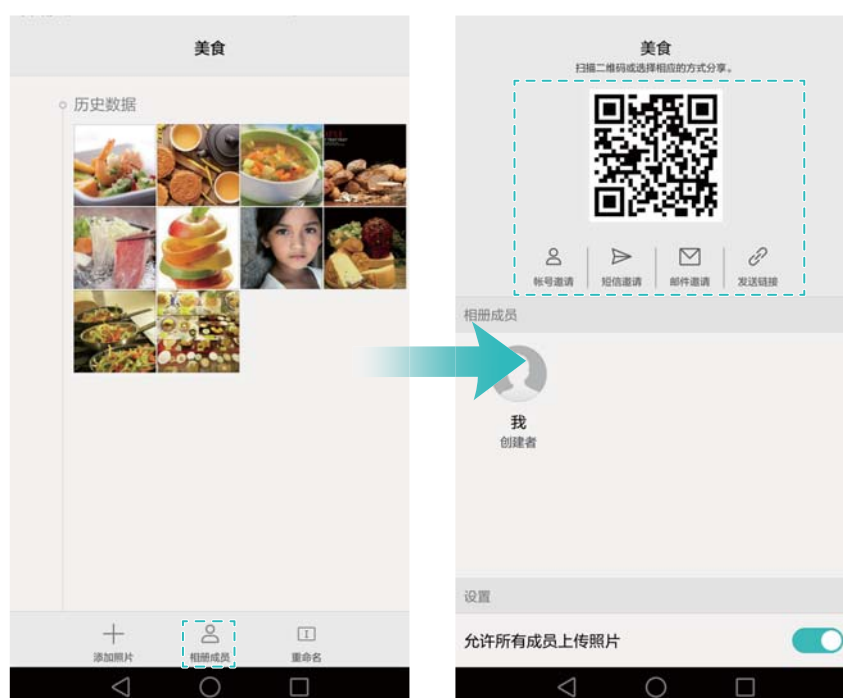 美食
历史数据
添加照片
相册成员
重命名
美食
扫描二维码或选择相应的方式分享。
帐号邀请
短信邀请
邮件邀请
发送链接
相册成员
我
创建者
设置
允许所有成员上传照片